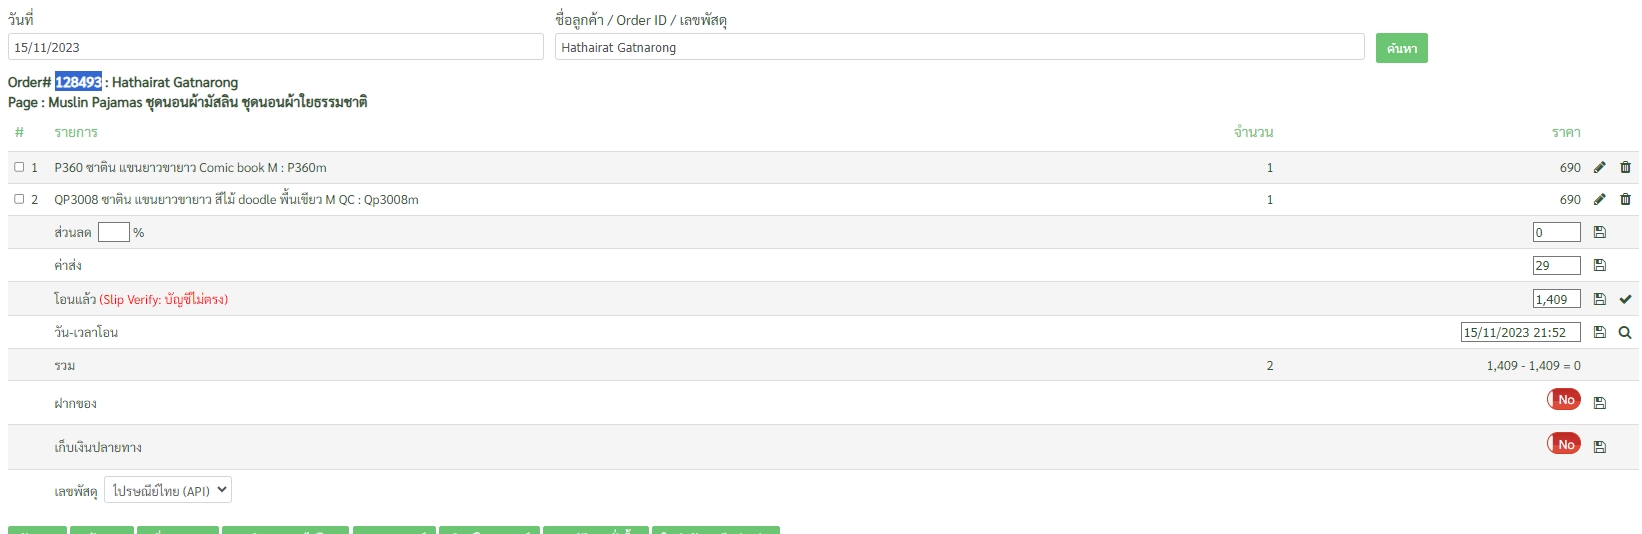 วันที่ ชื่อลูกค้า / Order ID / เลขพัสดุ
15/11/2023 Hathairat Gatnarong ค้นหา
Order# 128493 : Hathairat Gatnarong
Page : Muslin Pajamas ชุดนอนผ้ามัสลิน ชุดนอนผ้าใยธรรมชาติ
# รายการ จำนวน ราคา
1 P360 ซาติน แขนยาวขายาว Comic book M : P360m 1 690
2 QP3008 ซาติน แขนยาวขายาว สีไม้ doodle พื้นเขียว M QC : Qp3008m 1 690
ส่วนลด % 0
ค่าส่ง 29
โอนแล้ว (Slip Verify: บัญชีไม่ตรง) 1,409
วัน-เวลาโอน 15/11/2023 21:52
รวม 2 1,409 - 1,409 = 0
ฝากของ No
เก็บเงินปลายทาง No
เลขพัสดุ ไปรษณีย์ไทย (API)